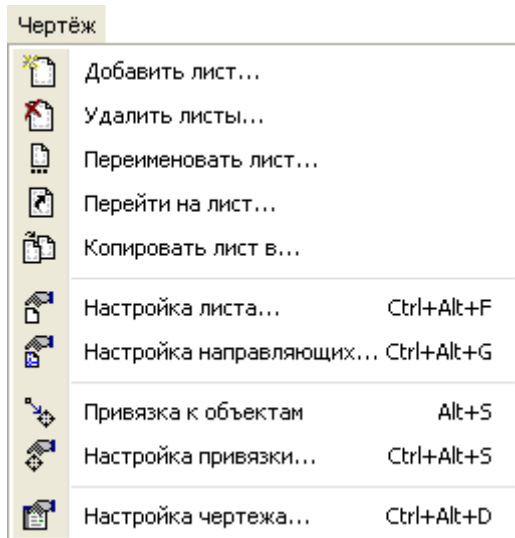 Чертёж
Добавить лист...
Удалить листы...
Переименовать лист...
Перейти на лист...
Копировать лист в...
Настройка листа... Ctrl+Alt+F
Настройка направляющих... Ctrl+Alt+G
Привязка к объектам Alt+S
Настройка привязки... Ctrl+Alt+S
Настройка чертежа... Ctrl+Alt+D